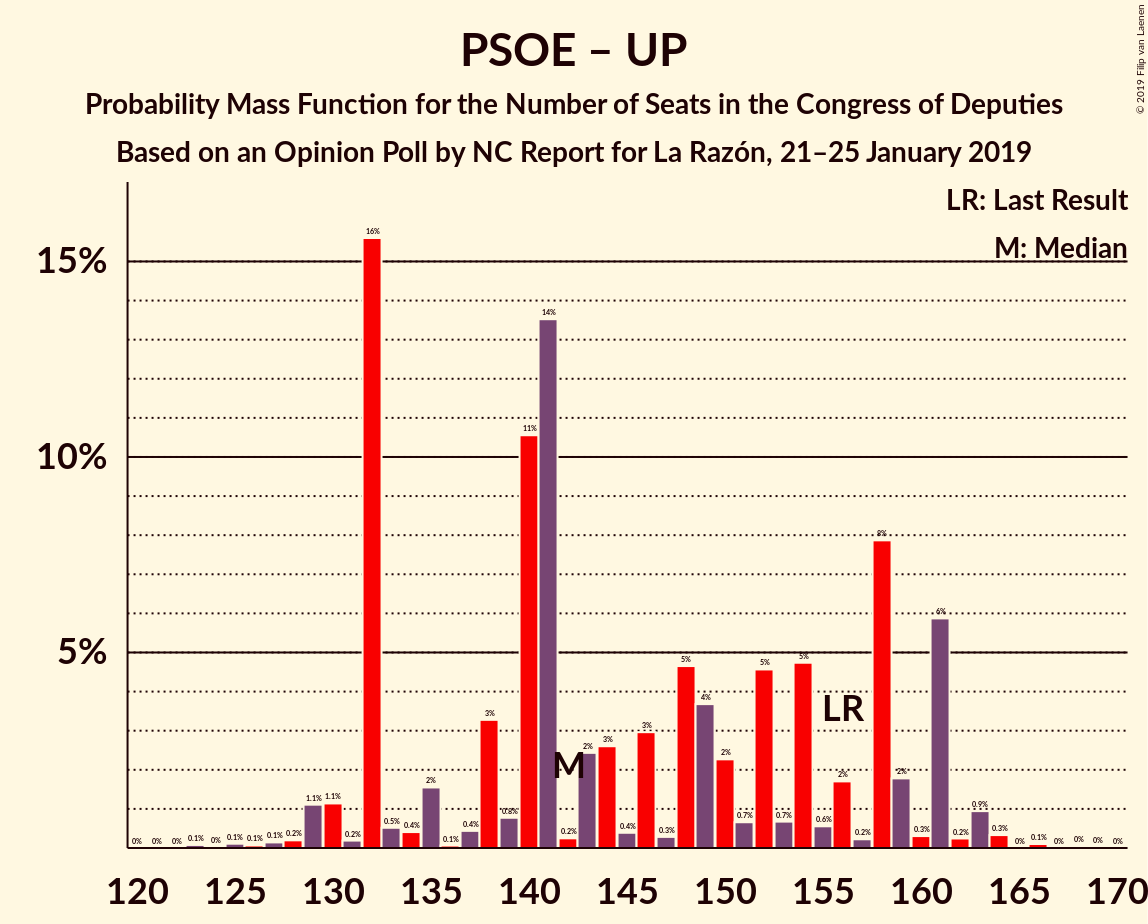 PSOE – UP
Probability Mass Function for the Number of Seats in the Congress of Deputies
Based on an Opinion Poll by NC Report for La Razón, 21–25 January 2019
© 2019 Filip van Laenen
LR: Last Result
M: Median
15%
10%
5%
0% 0% 0% 0.1% 0% 0.1% 0.1% 0.1% 0.2% 1.1% 1.1% 0.2% 16% 0.5% 0.4% 2% 0.1% 0.4% 3% 0.8% 11% 14% 0.2% 2% 3% 0.4% 3% 0.3% 5% 4% 2% 0.7% 5% 0.7% 5% 0.6% 2% 0.2% 8% 2% 0.3% 6% 0.2% 0.9% 0.3% 0% 0.1% 0% 0% 0% 0%
M
LR
120 125 130 135 140 145 150 155 160 165 170